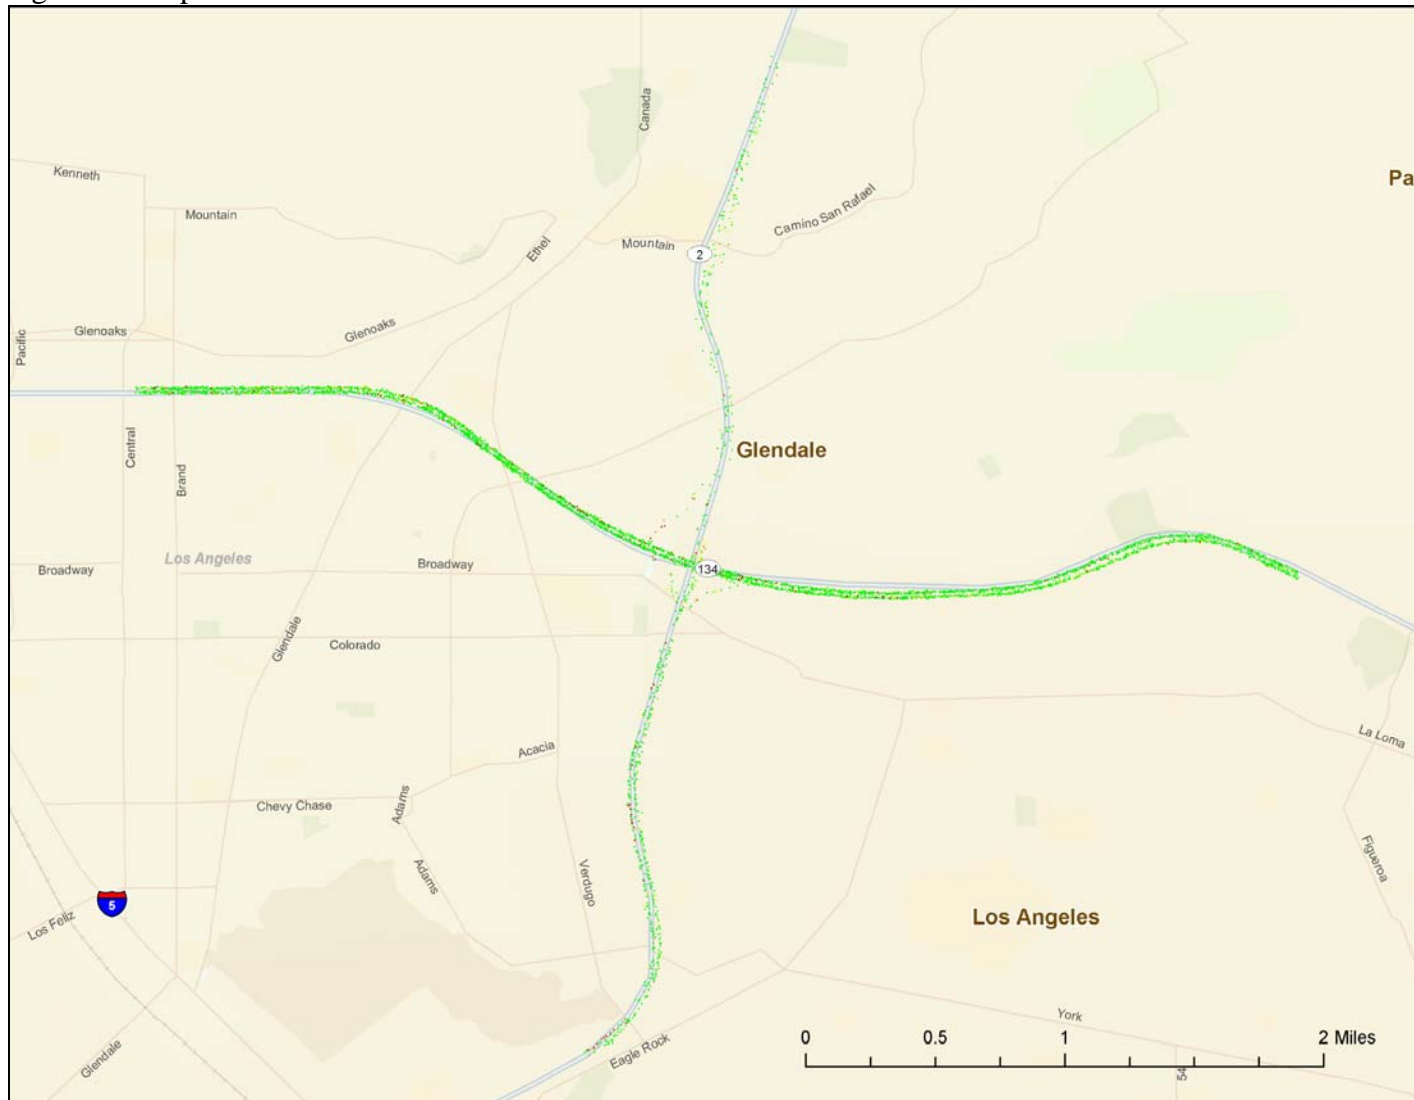 Canada
Kenneth
Pa
Mountain
Camino San Rafael
Ethel
Mountain
2
Pacific
Glenoaks
Glenoaks
Central
Brand
Glendale
Los Angeles
Broadway
Broadway
134
Glendale
Colorado
La Loma
Acacia
Chevy Chase
Adams
Adams
Verdugo
Figueroa
5
Los Feliz
Los Angeles
York
Eagle Rock
Glendale
54
0 0.5 1 2 Miles